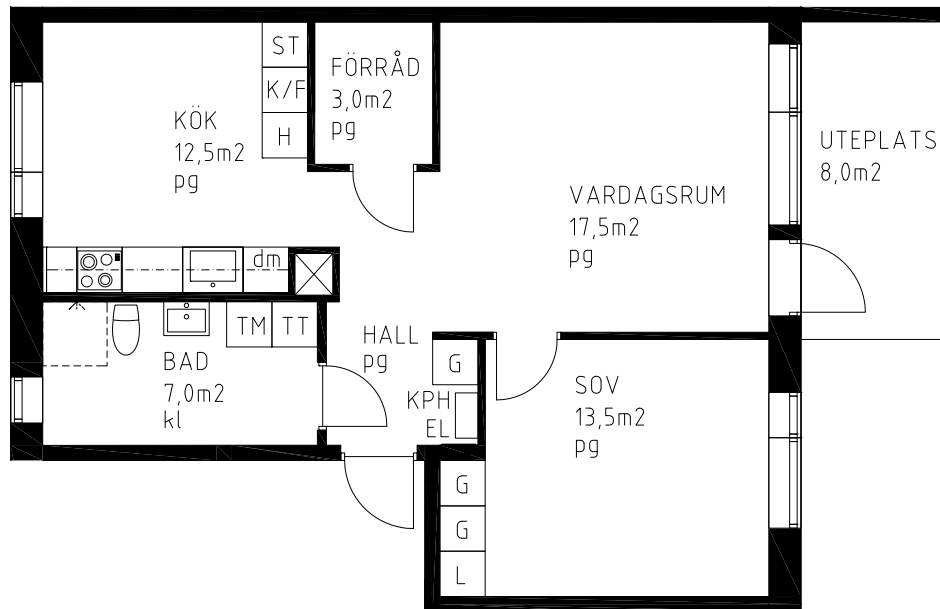 ST
K/F
H
KÖK
12,5m2
pg
FÖRRÅD
3,0m2
pg
VARDAGSRUM
17,5m2
pg
UTEPLATS
8,0m2
dm
TM
TT
BAD
7,0m2
kl
HALL
pg
G
KPH
EL
SOV
13,5m2
pg
G
G
L